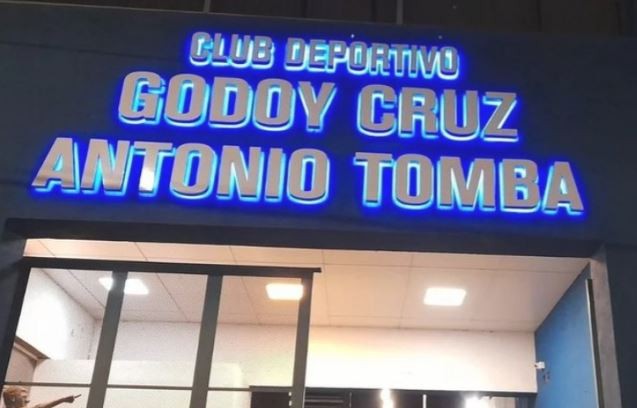 CLUB DEPORTIVO
GODOY CRUZ
ANTONIO TOMBA